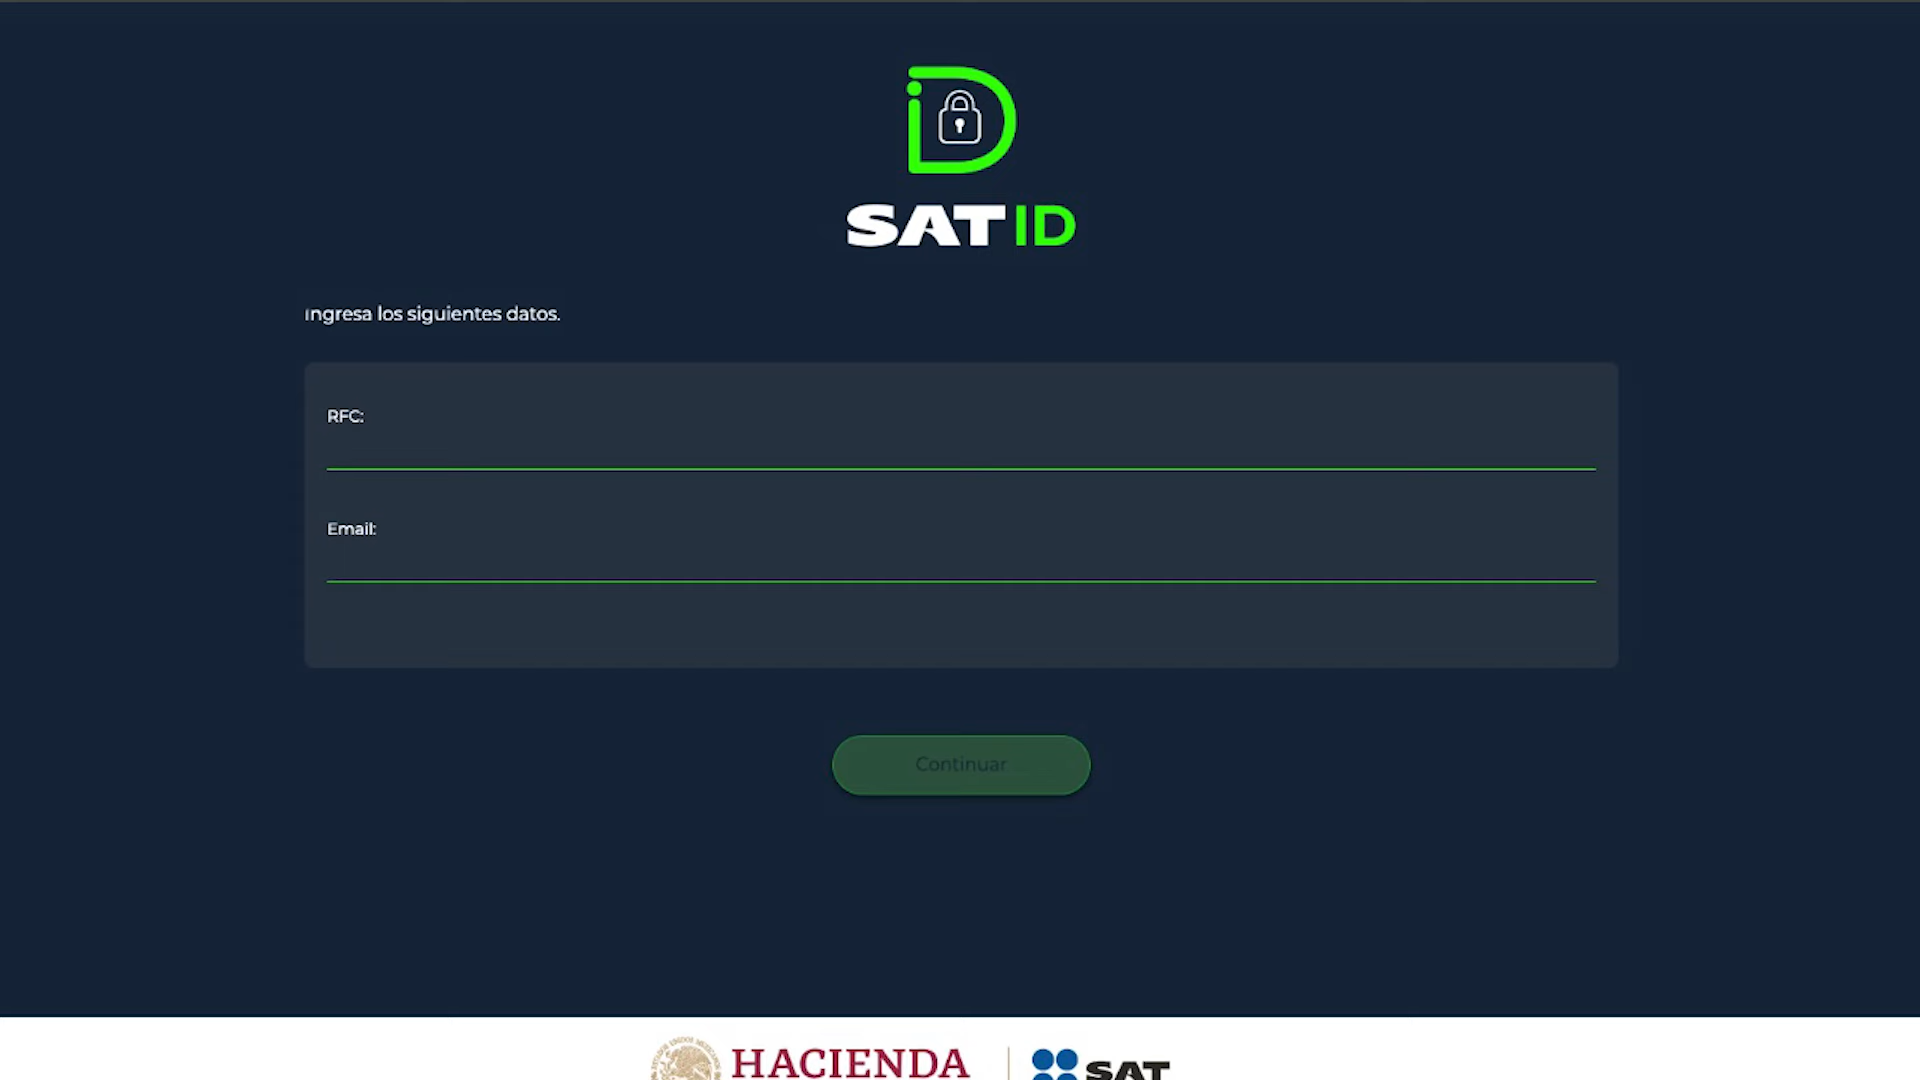 SAT ID
Ingresa los siguientes datos.
RFC:
Email:
Continuar
HACIENDA
SAT